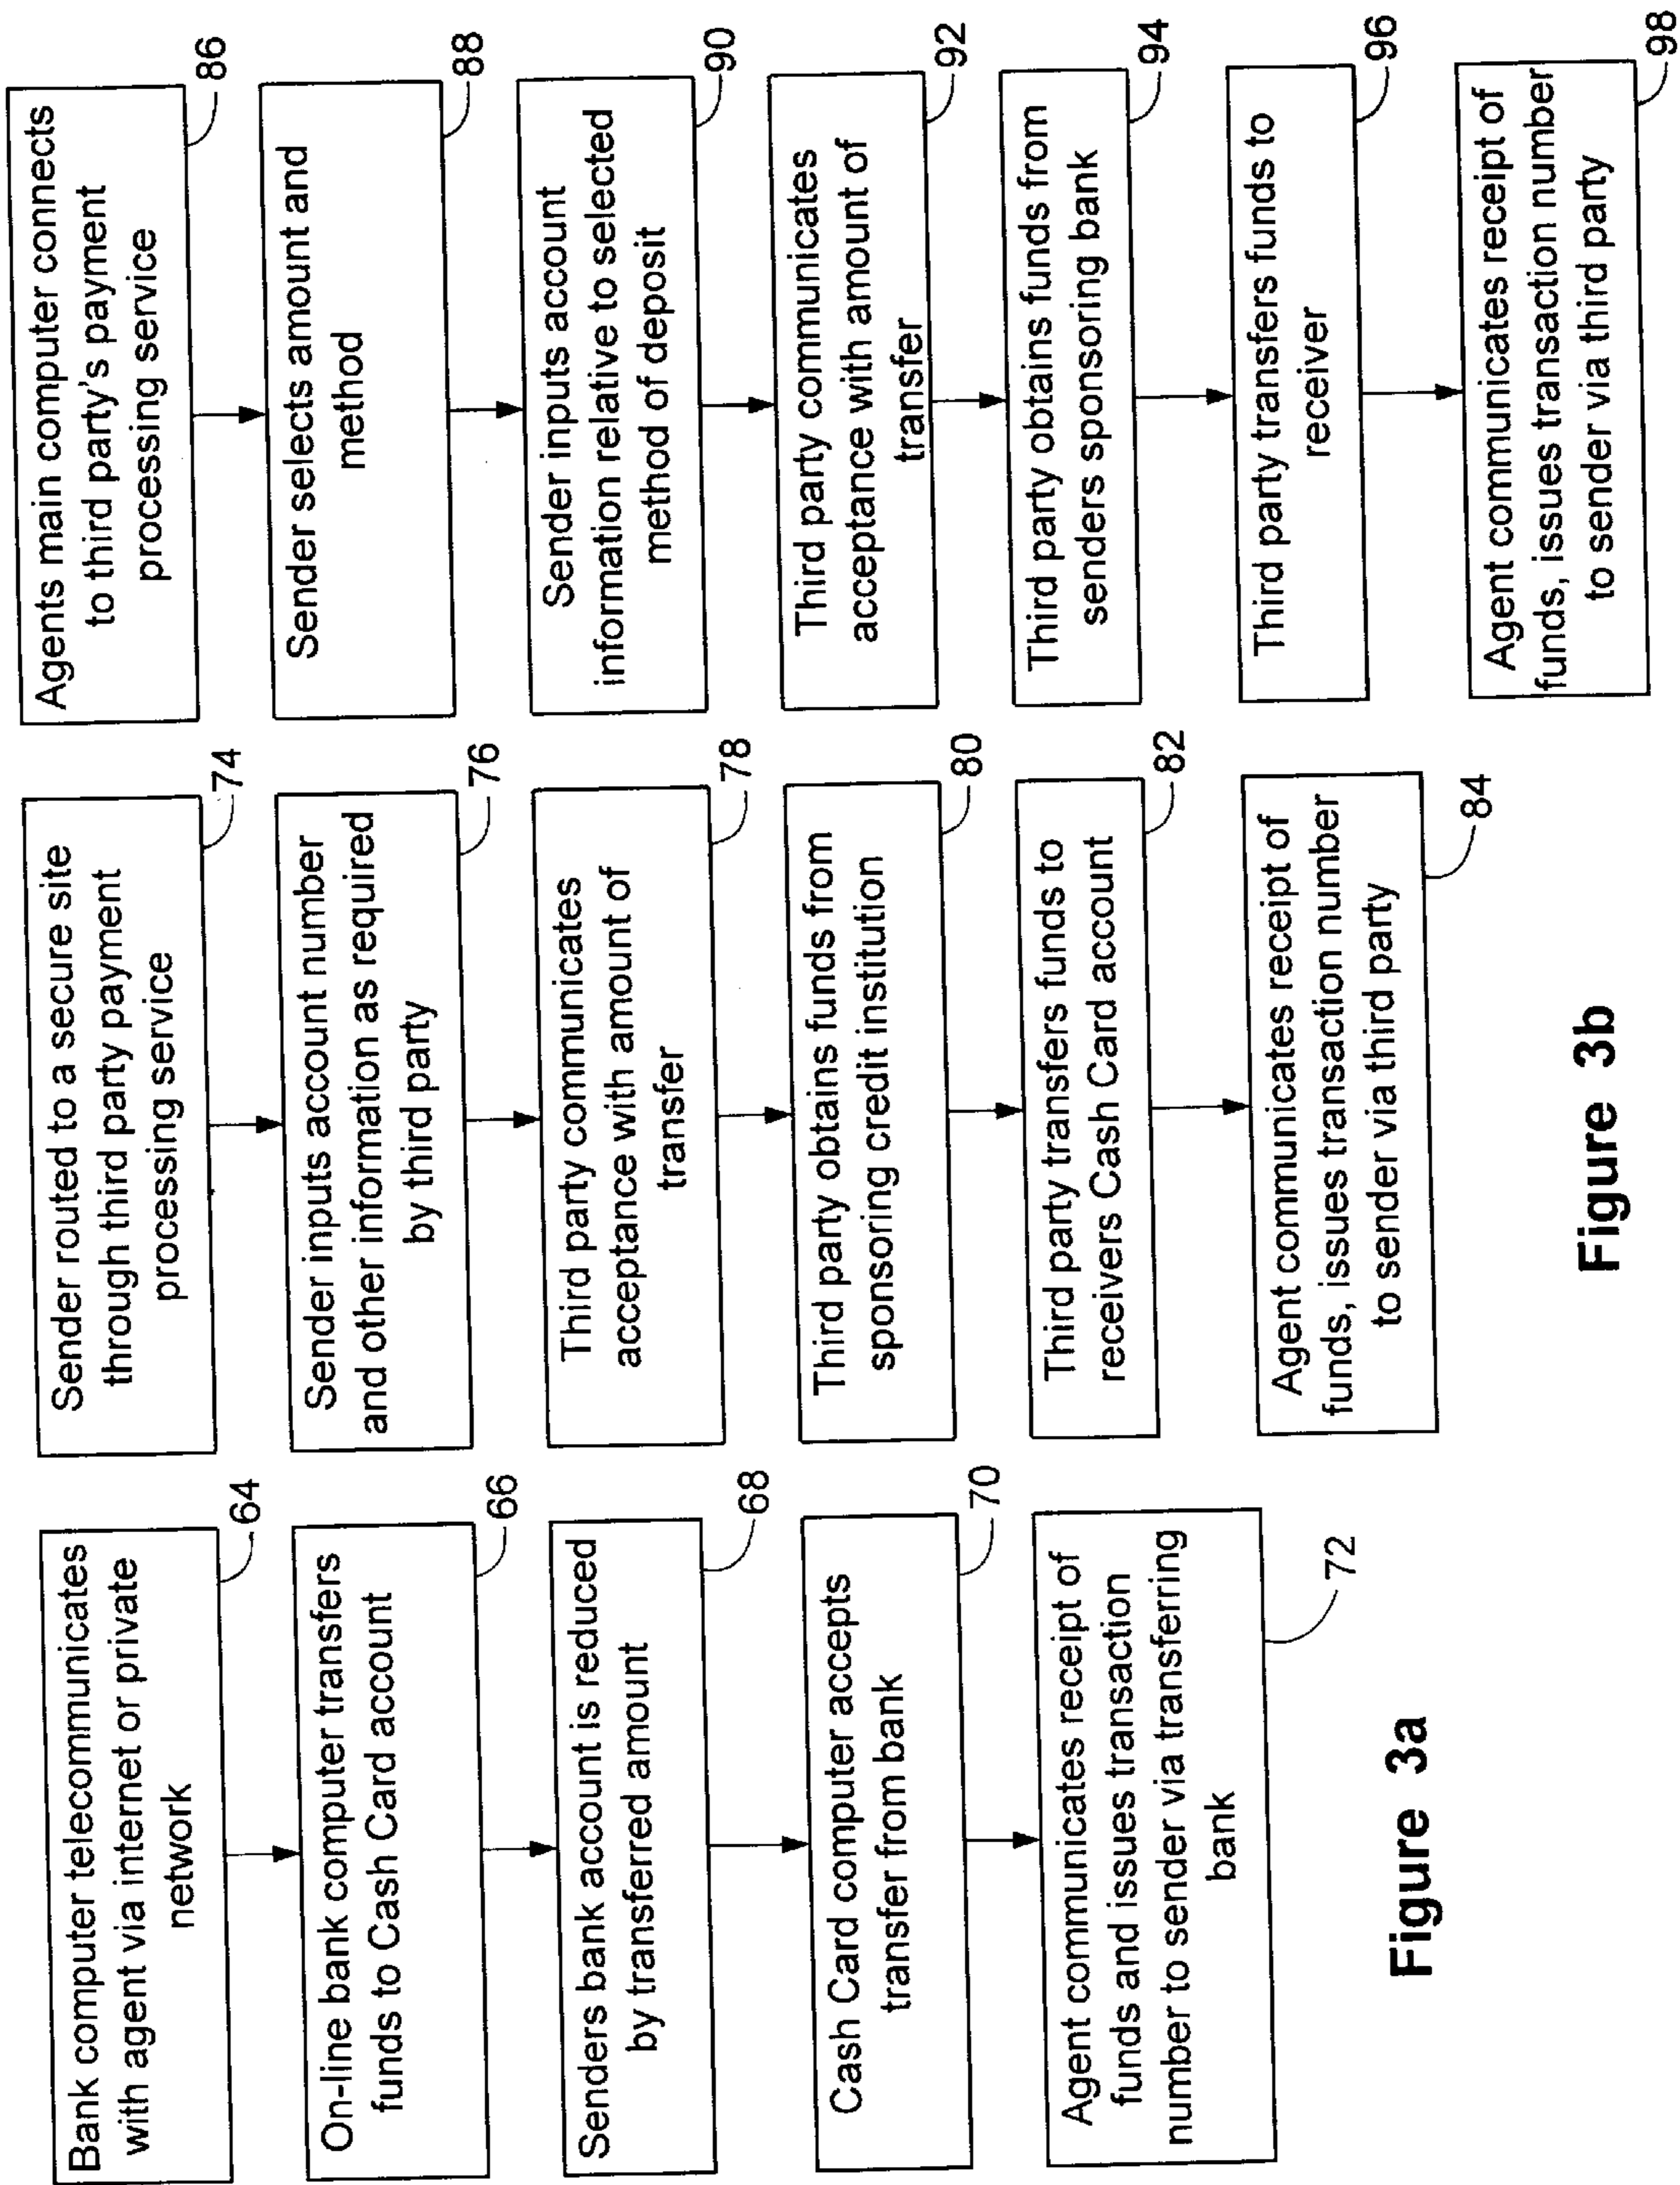 Bank computer telecommunicates
with agent via internet or private
network
64
On-line bank computer transfers
funds to Cash Card account
66
Senders bank account is reduced
by transferred amount
68
Cash Card computer accepts
transfer from bank
70
Agent communicates receipt of
funds and issues transaction
number to sender via transferring
bank
72
Figure 3a
Sender routed to a secure site
through third party payment
processing service
74
Sender inputs account number
and other information as required
by third party
76
Third party communicates
acceptance with amount of
transfer
78
Third party obtains funds from
sponsoring credit institution
80
Third party transfers funds to
receivers Cash Card account
82
Agent communicates receipt of
funds, issues transaction number
to sender via third party
84
Figure 3b
Agents main computer connects
to third party's payment
processing service
86
Sender selects amount and
method
88
Sender inputs account
information relative to selected
method of deposit
90
Third party communicates
acceptance with amount of
transfer
92
Third party obtains funds from
senders sponsoring bank
94
Third party transfers funds to
receiver
96
Agent communicates receipt of
funds, issues transaction number
to sender via third party
98